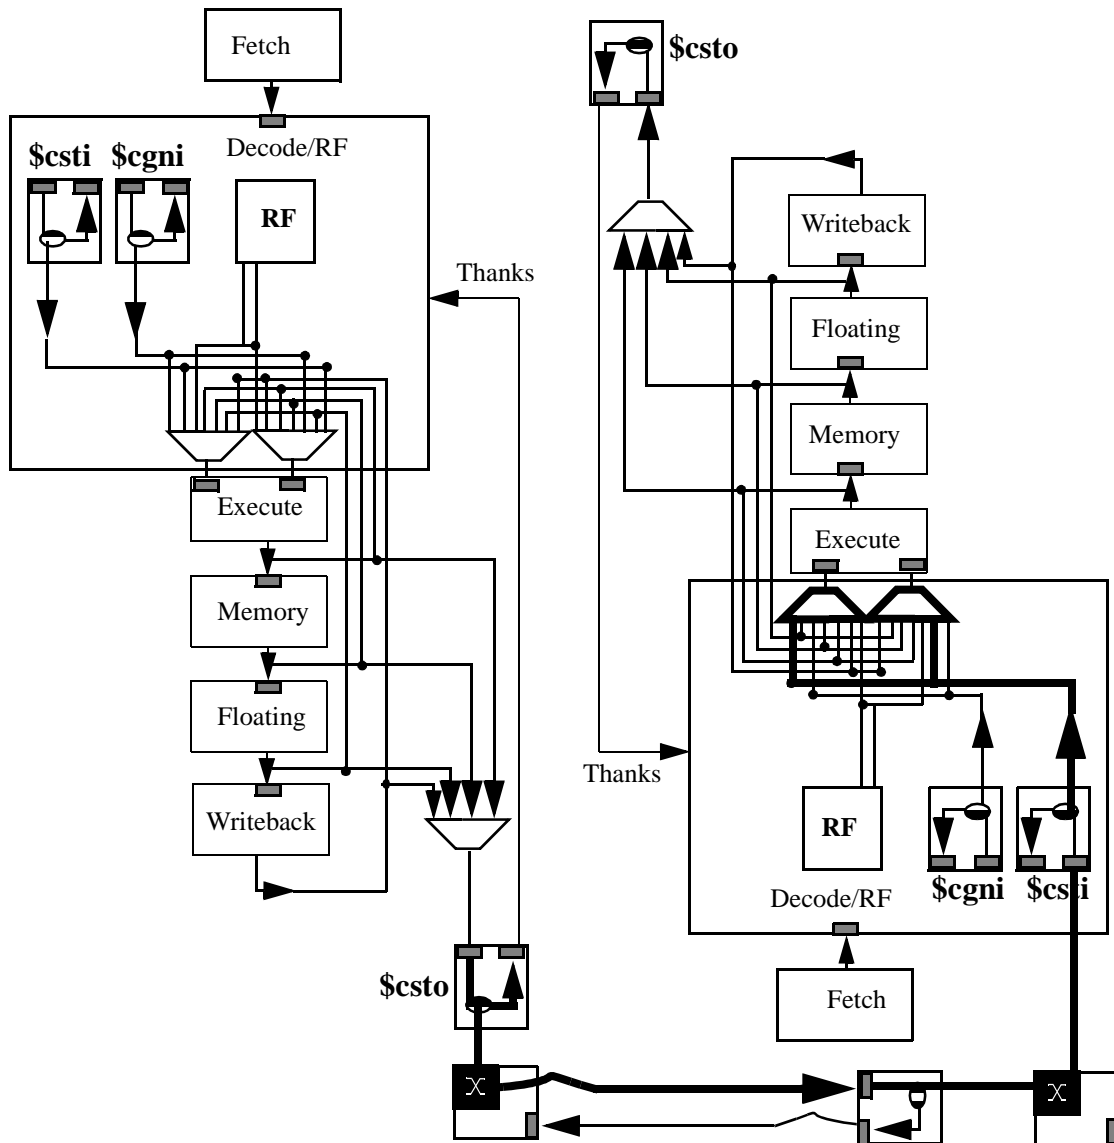 Fetch
Decode/RF
$csti
$cgni
RF
Thanks
Execute
Memory
Floating
Writeback
$csto
$csto
Writeback
Floating
Memory
Execute
Thanks
RF
$cgni
$csti
Decode/RF
Fetch